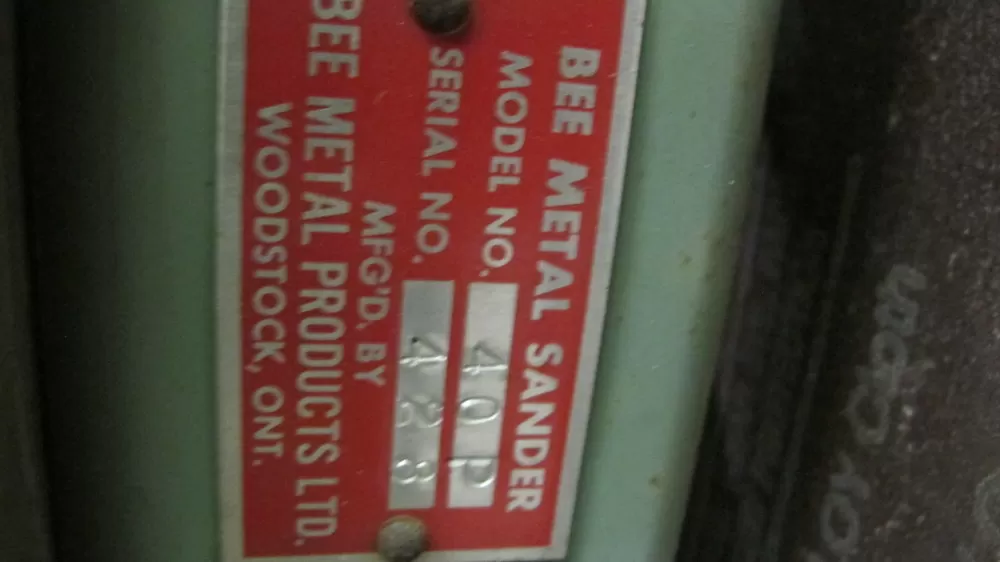 BEE METAL SANDER
MODEL NO. 40P
SERIAL NO. 428
MFG'D. BY
BEE METAL PRODUCTS LTD.
WOODSTOCK, ONT.